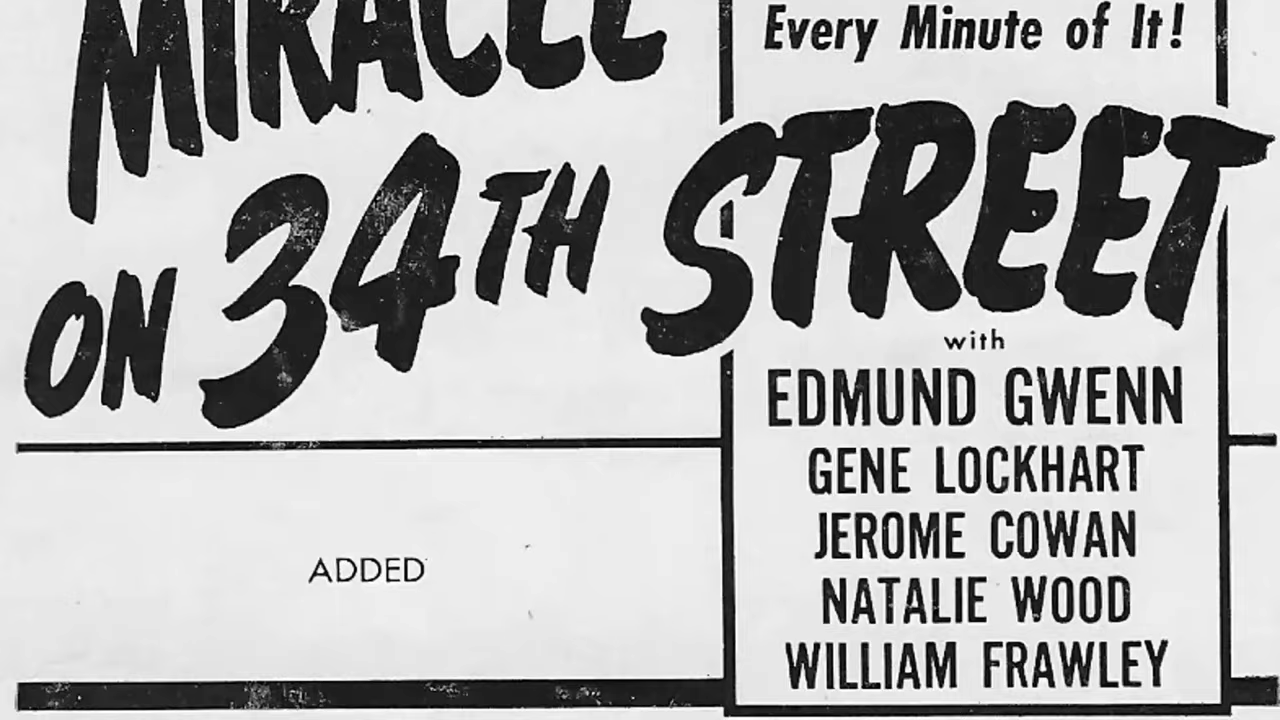 MIRACLE
Every Minute of It!
ON 34TH STREET
with
EDMUND GWENN
GENE LOCKHART
JEROME COWAN
NATALIE WOOD
WILLIAM FRAWLEY
ADDED